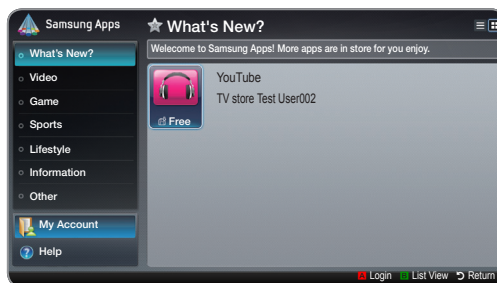 Samsung Apps
What's New?
Video
Game
Sports
Lifestyle
Information
Other
My Account
? Help
What's New?
Welecome to Samsung Apps! More apps are in store for you enjoy.
YouTube
TV store Test User002
Free
A Login B List View Return